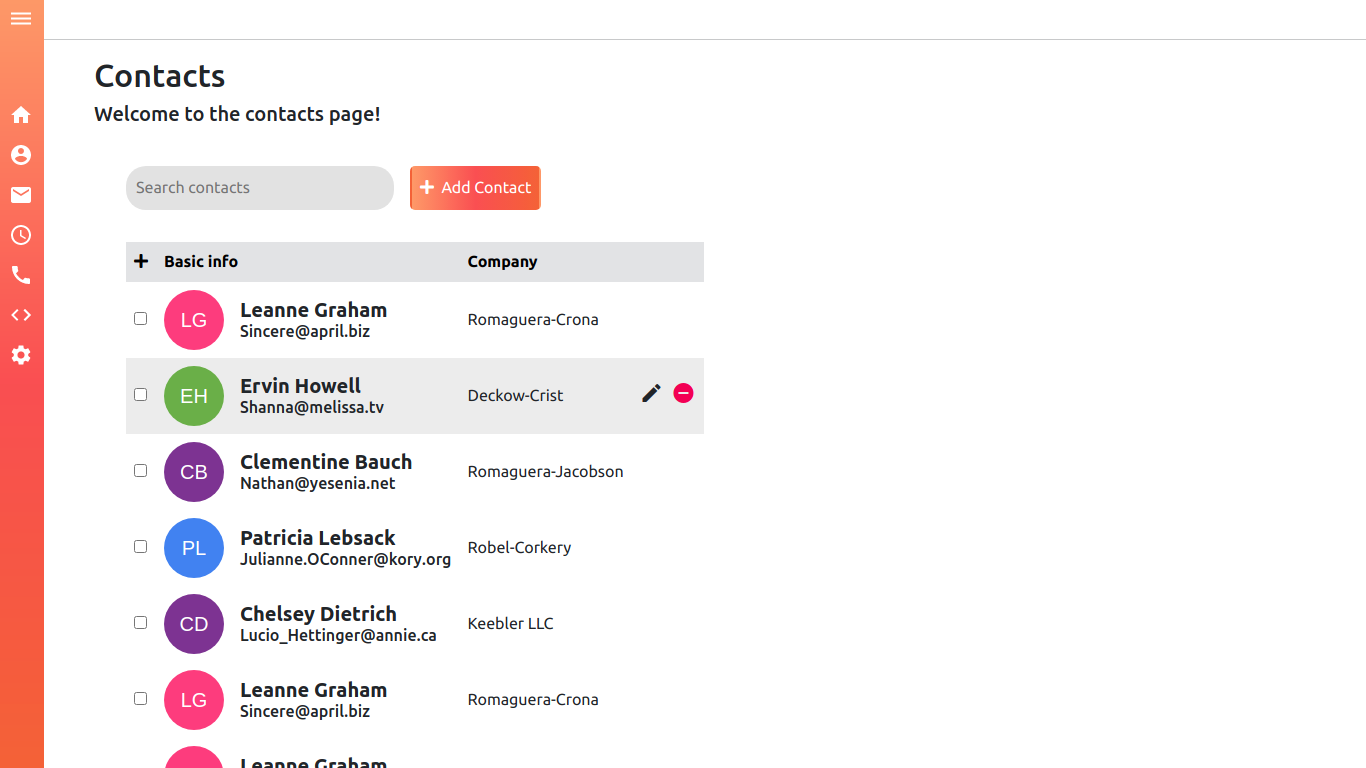 Contacts
Welcome to the contacts page!
Search contacts
Add Contact
Basic info Company
LG Leanne Graham
Sincere@april.biz
Romaguera-Crona
EH Ervin Howell
Shanna@melissa.tv
Deckow-Crist
CB Clementine Bauch
Nathan@yesenia.net
Romaguera-Jacobson
PL Patricia Lebsack
Julianne.OConner@kory.org
Robel-Corkery
CD Chelsey Dietrich
Lucio_Hettinger@annie.ca
Keebler LLC
LG Leanne Graham
Sincere@april.biz
Romaguera-Crona
Leanne Graham